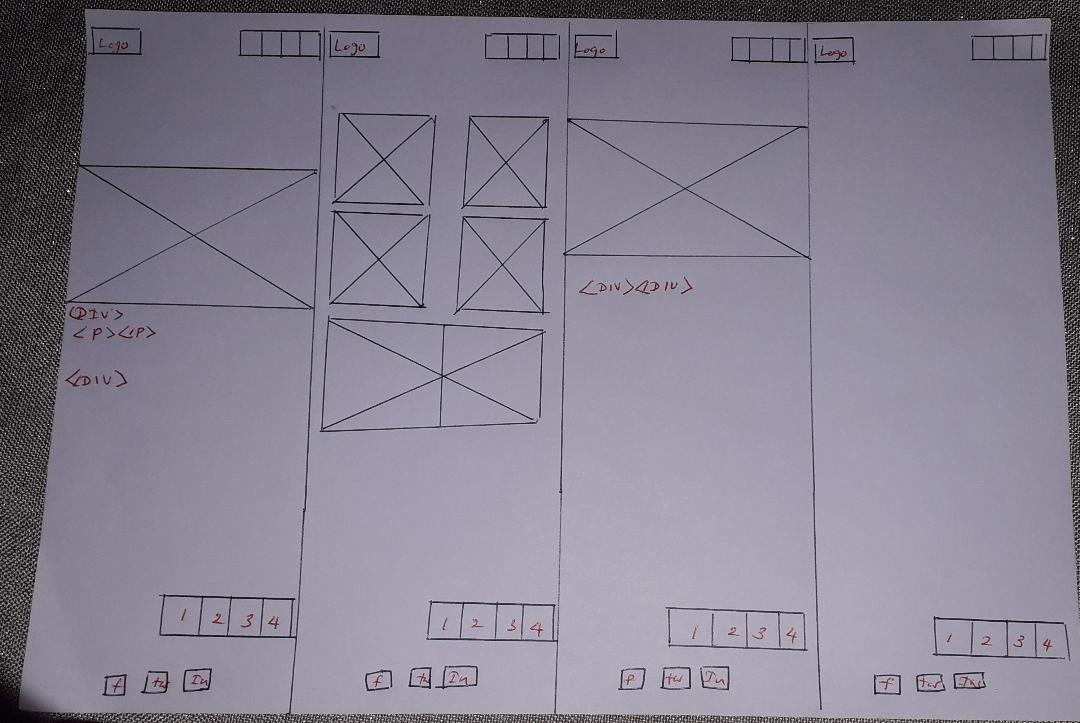 Logo
<DIV>
<P></P>
<DIV>
1 2 3 4
f tw In
Logo
1 2 3 4
f tw In
Logo
<DIV><DIV>
1 2 3 4
P tw In
Logo
1 2 3 4
f tw